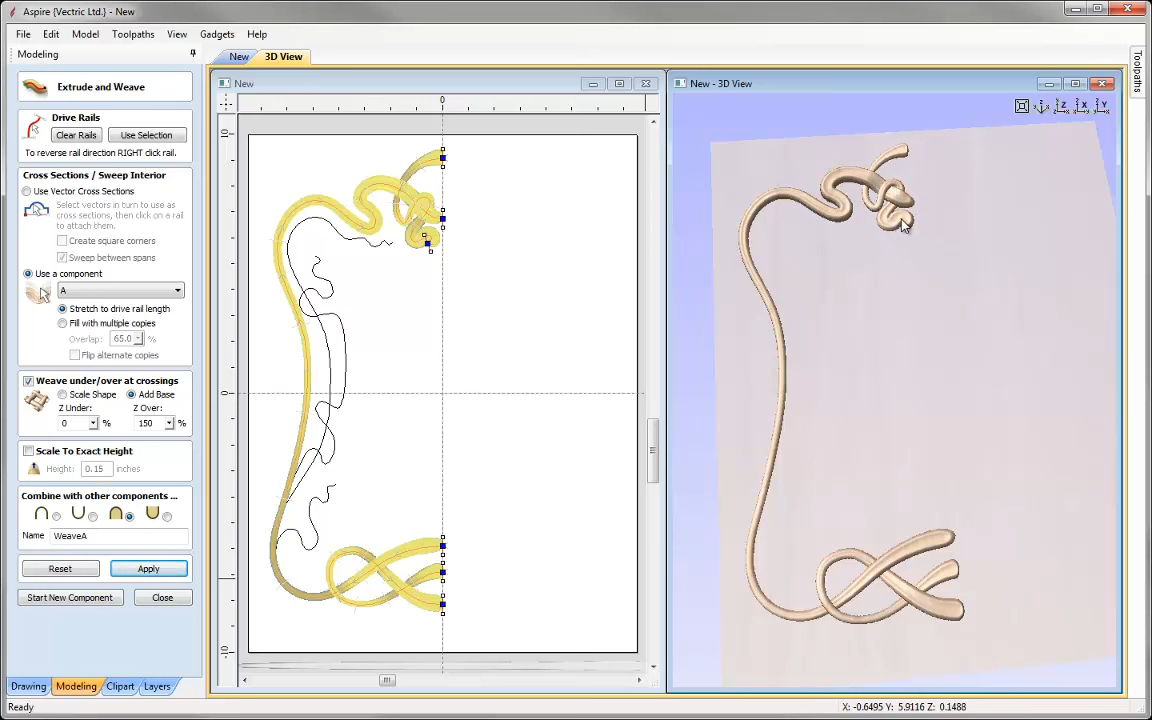 Aspire {Vectric Ltd.} - New
File Edit Model Toolpaths View Gadgets Help
Modeling
New 3D View
Toolpaths
Extrude and Weave
Drive Rails
Clear Rails Use Selection
To reverse rail direction RIGHT click rail.
Cross Sections / Sweep Interior
Use Vector Cross Sections
Select vectors in turn to use as
cross sections, then click on a rail
to attach them.
Create square corners
Sweep between spans
Use a component
A
Stretch to drive rail length
Fill with multiple copies
Overlap: 65.0 %
Flip alternate copies
Weave under/over at crossings
Scale Shape Add Base
Z Under: Z Over:
0 % 150 %
Scale To Exact Height
Height: 0.15 inches
Combine with other components ...
Name WeaveA
Reset Apply
Start New Component Close
Drawing Modeling Clipart Layers
New
0
10
0
-10
New - 3D View
Z X Y
Ready
X: -0.6495 Y: 5.9116 Z: 0.1488